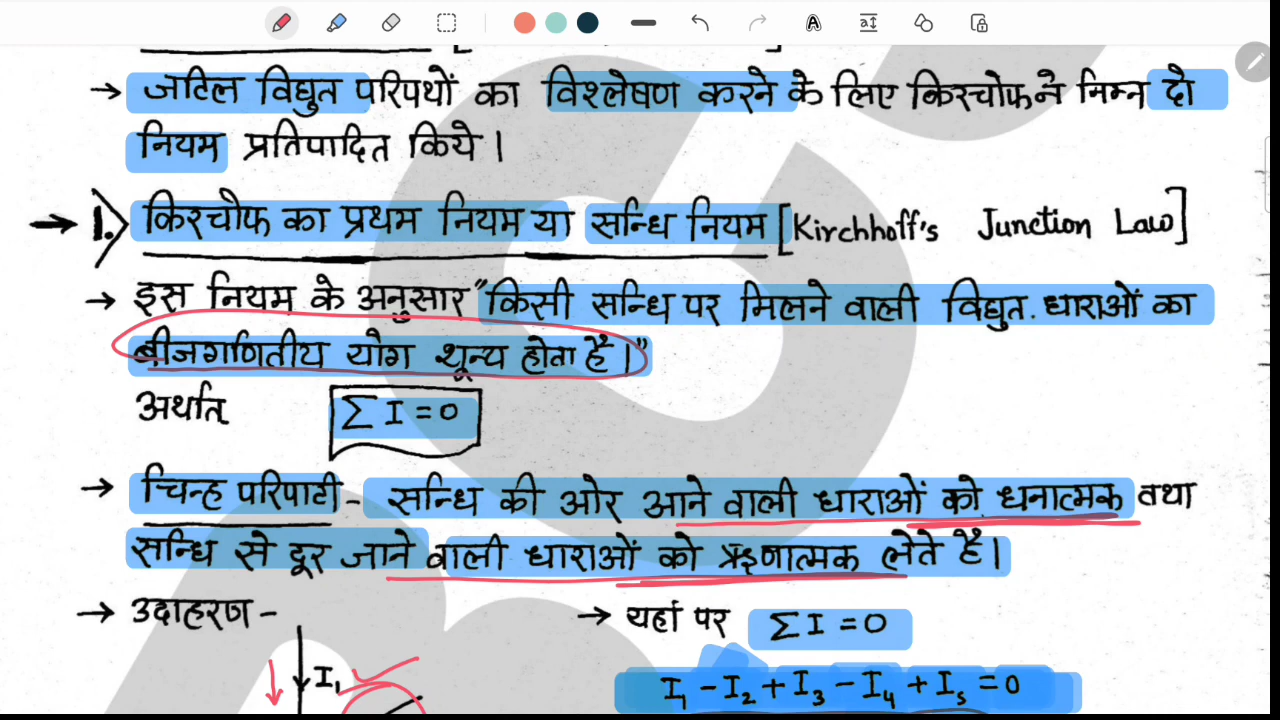 → जटिल विद्युत परिपथों का विश्लेषण करने के लिए किरचोफ ने निम्न दो
नियम प्रतिपादित किये।
→ 1.> किरचोफ का प्रथम नियम या सन्धि नियम [Kirchhoff's Junction Law]
→ इस नियम के अनुसार "किसी सन्धि पर मिलने वाली विद्युत. धाराओं का
बीजगणितीय योग शून्य होता है।"
अर्थात् ∑ I = 0
→ चिन्ह परिपाटी - सन्धि की ओर आने वाली धाराओं को धनात्मक तथा
सन्धि से दूर जाने वाली धाराओं को ऋणात्मक लेते है।
→ उदाहरण -
→ यहां पर ∑ I = 0
I₁
I₁ - I₂ + I₃ - I₄ + I₅ = 0